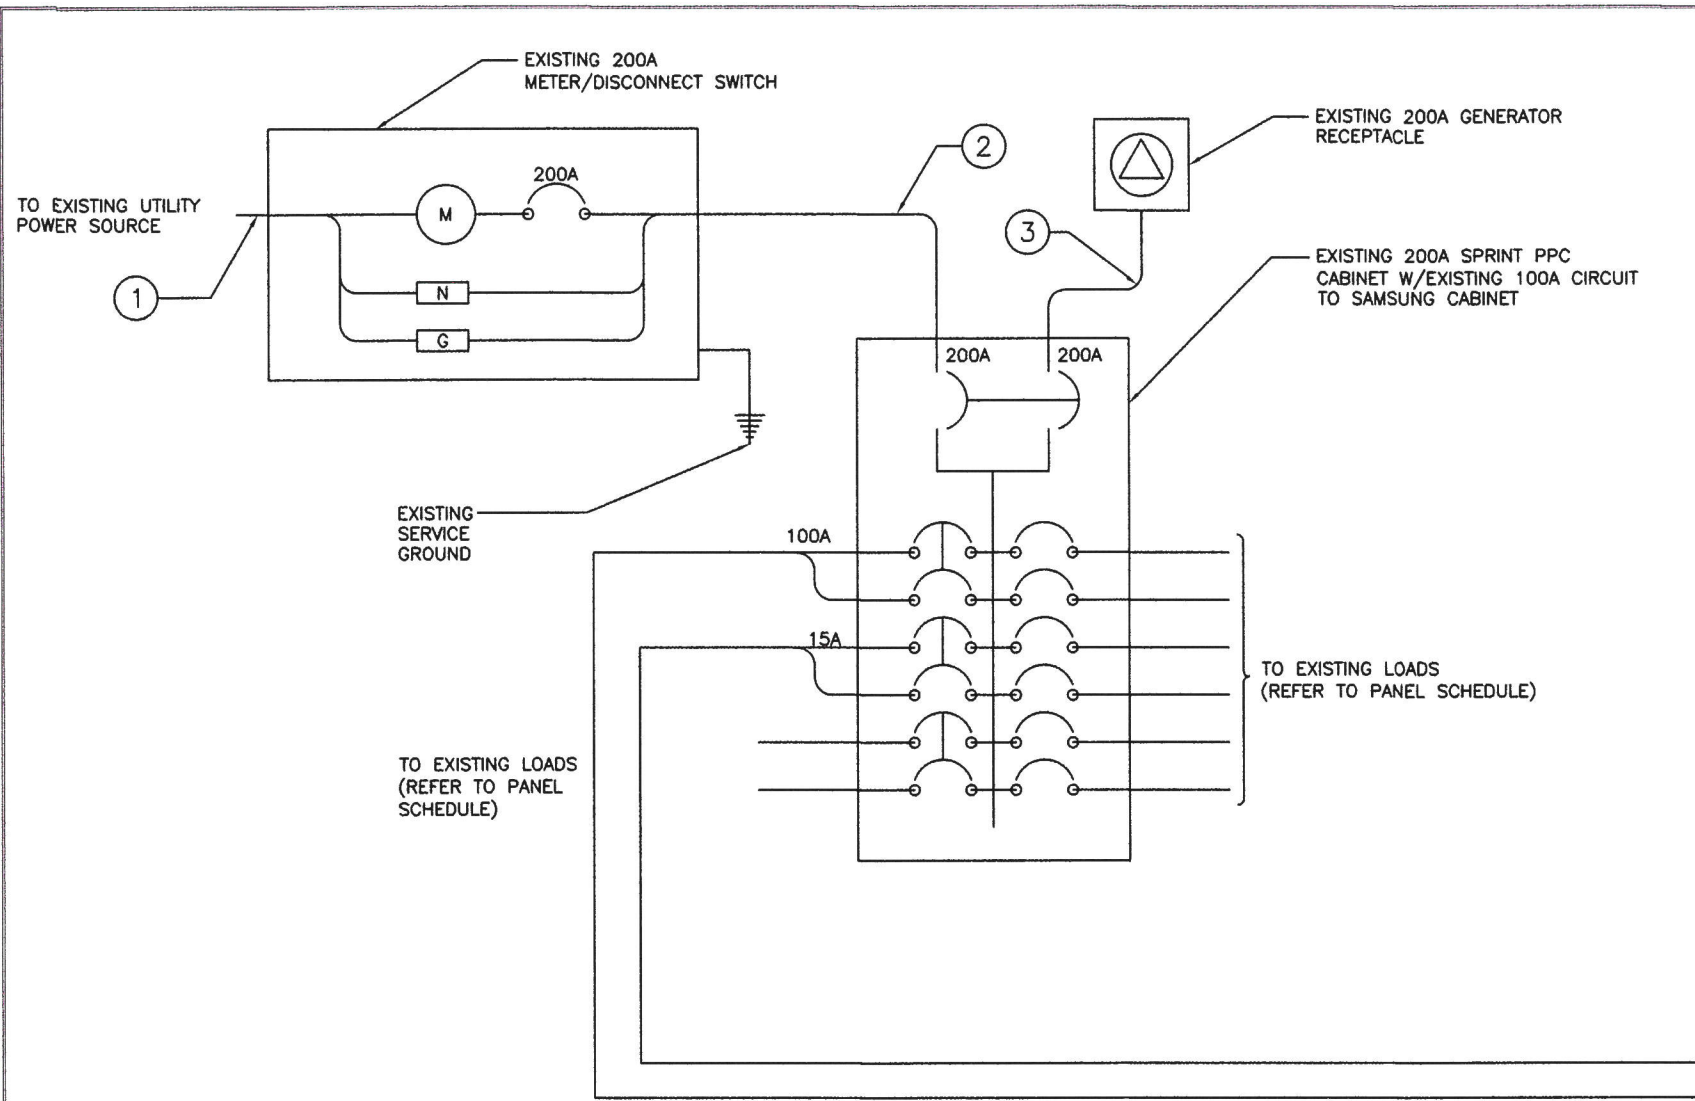 EXISTING 200A
METER/DISCONNECT SWITCH
200A
M
N
G
TO EXISTING UTILITY
POWER SOURCE
1
2
3
EXISTING 200A GENERATOR
RECEPTACLE
EXISTING 200A SPRINT PPC
CABINET W/EXISTING 100A CIRCUIT
TO SAMSUNG CABINET
200A
200A
EXISTING
SERVICE
GROUND
100A
15A
TO EXISTING LOADS
(REFER TO PANEL SCHEDULE)
TO EXISTING LOADS
(REFER TO PANEL
SCHEDULE)